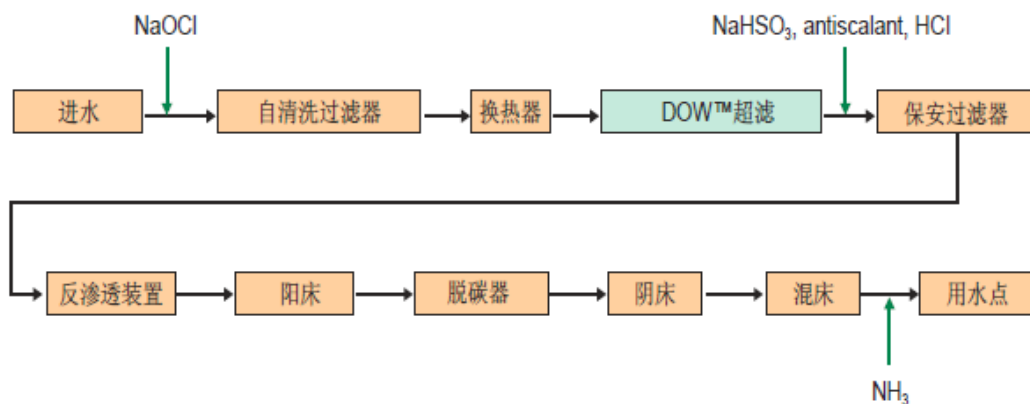 NaOCl
NaHSO₃, antiscalant, HCl
进水
自清洗过滤器
换热器
DOW™超滤
保安过滤器
反渗透装置
阳床
脱碳器
阴床
混床
用水点
NH₃